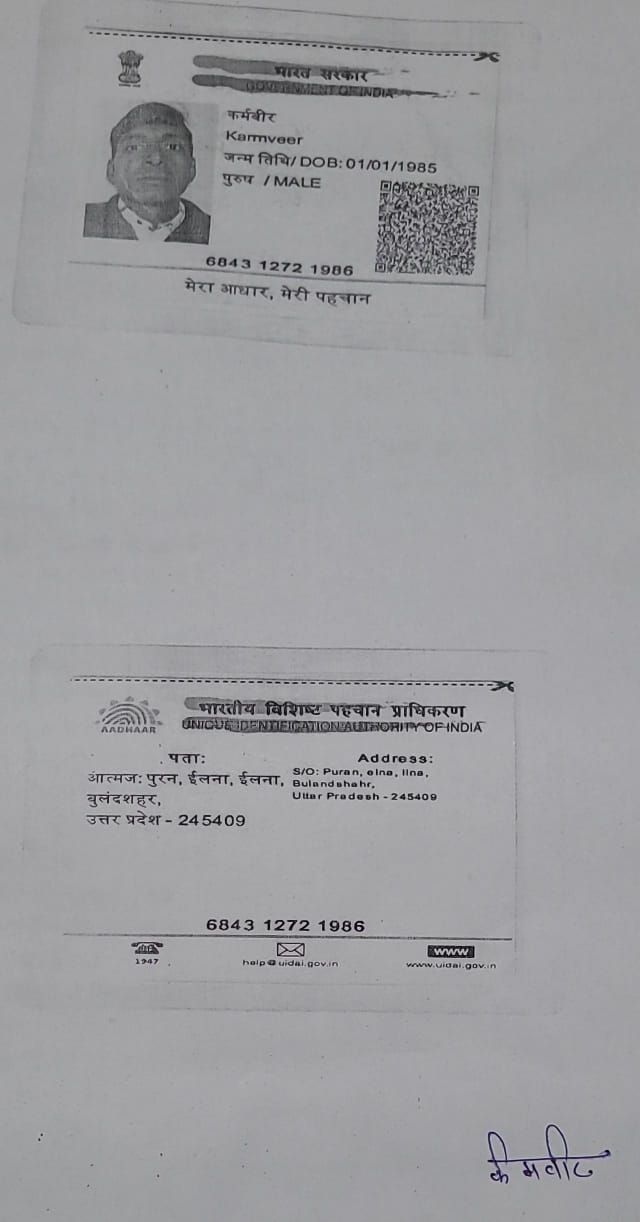 भारत सरकार
GOVERNMENT OF INDIA
कर्मवीर
Karmveer
जन्म तिथि/ DOB: 01/01/1985
पुरुष / MALE
6843 1272 1986
मेरा आधार, मेरी पहचान
भारतीय विशिष्ट पहचान प्राधिकरण
AADHAAR
UNIQUE IDENTIFICATION AUTHORITY OF INDIA
पता:
आत्मज: पुरन, ईलना, ईलना,
बुलंदशहर,
उत्तर प्रदेश - 245409
Address:
S/O: Puran, elna, Ilna,
Bulandshahr,
Uttar Pradesh - 245409
6843 1272 1986
1947
help@uidai.gov.in
WWW
www.uidai.gov.in